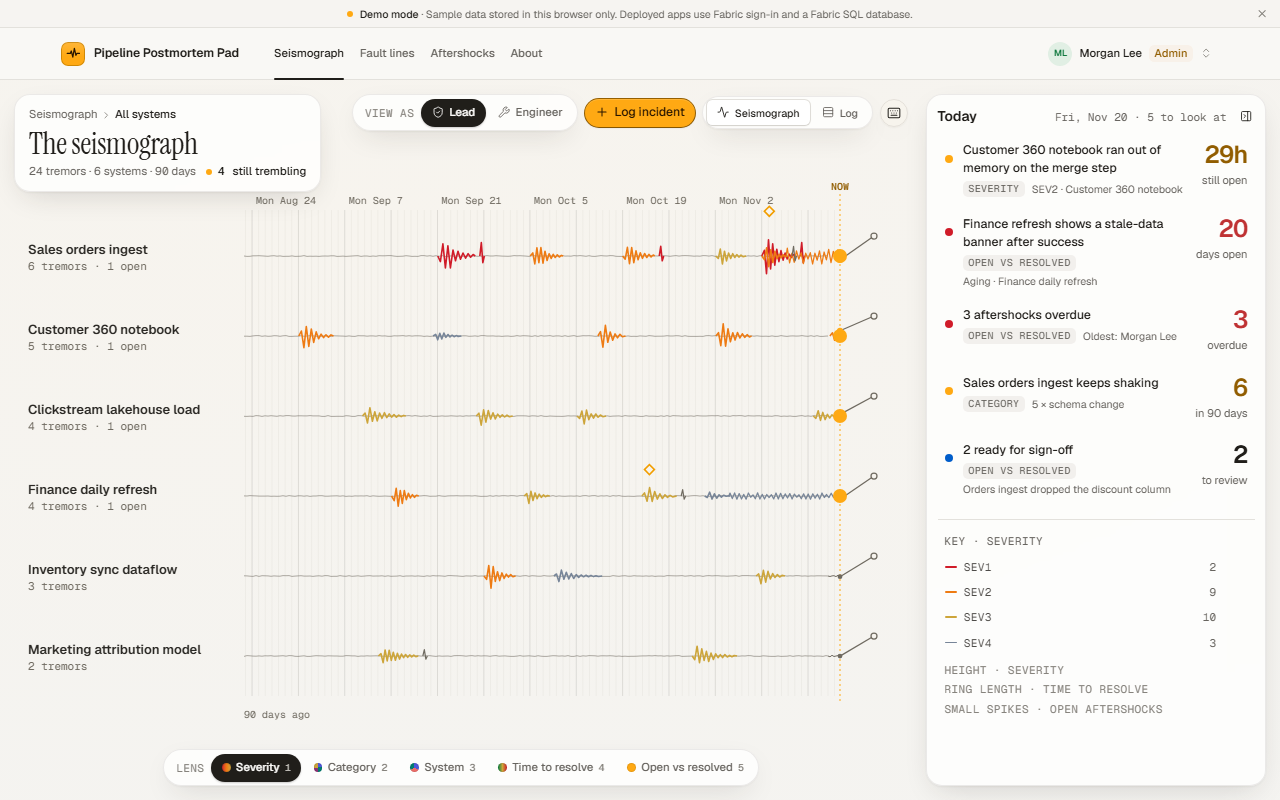 Demo mode · Sample data stored in this browser only. Deployed apps use Fabric sign-in and a Fabric SQL database.
Pipeline Postmortem Pad
Seismograph
Fault lines
Aftershocks
About
ML
Morgan Lee
Admin
Seismograph > All systems
The seismograph
24 tremors · 6 systems · 90 days
4 still trembling
VIEW AS
Lead
Engineer
+ Log incident
Seismograph
Log
Mon Aug 24
Mon Sep 7
Mon Sep 21
Mon Oct 5
Mon Oct 19
Mon Nov 2
NOW
Sales orders ingest
6 tremors · 1 open
Customer 360 notebook
5 tremors · 1 open
Clickstream lakehouse load
4 tremors · 1 open
Finance daily refresh
4 tremors · 1 open
Inventory sync dataflow
3 tremors
Marketing attribution model
2 tremors
90 days ago
LENS
Severity 1
Category 2
System 3
Time to resolve 4
Open vs resolved 5
Today
Fri, Nov 20 · 5 to look at
Customer 360 notebook ran out of
memory on the merge step
SEVERITY SEV2 · Customer 360 notebook
29h
still open
Finance refresh shows a stale-data
banner after success
OPEN VS RESOLVED
Aging · Finance daily refresh
20
days open
3 aftershocks overdue
OPEN VS RESOLVED Oldest: Morgan Lee
3
overdue
Sales orders ingest keeps shaking
CATEGORY 5 × schema change
6
in 90 days
2 ready for sign-off
OPEN VS RESOLVED
Orders ingest dropped the discount column
2
to review
KEY · SEVERITY
SEV1 2
SEV2 9
SEV3 10
SEV4 3
HEIGHT · SEVERITY
RING LENGTH · TIME TO RESOLVE
SMALL SPIKES · OPEN AFTERSHOCKS